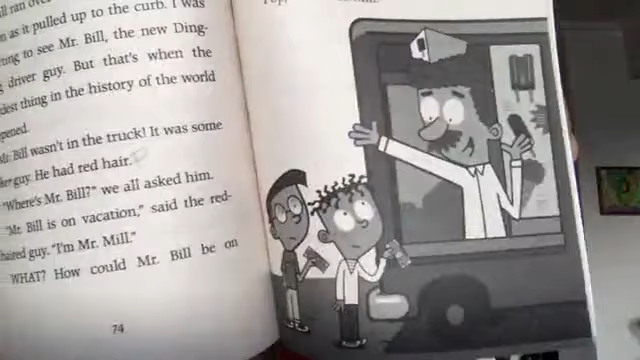 ran over
as it pulled up to the curb. I was
to see Mr. Bill, the new Ding-
driver guy. But that's when the
thing in the history of the world
Bill wasn't in the truck! It was some
guy. He had red hair.
"Where's Mr. Bill?" we all asked him.
"Mr. Bill is on vacation," said the red-
haired guy. "I'm Mr. Mill."
WHAT? How could Mr. Bill be on
74